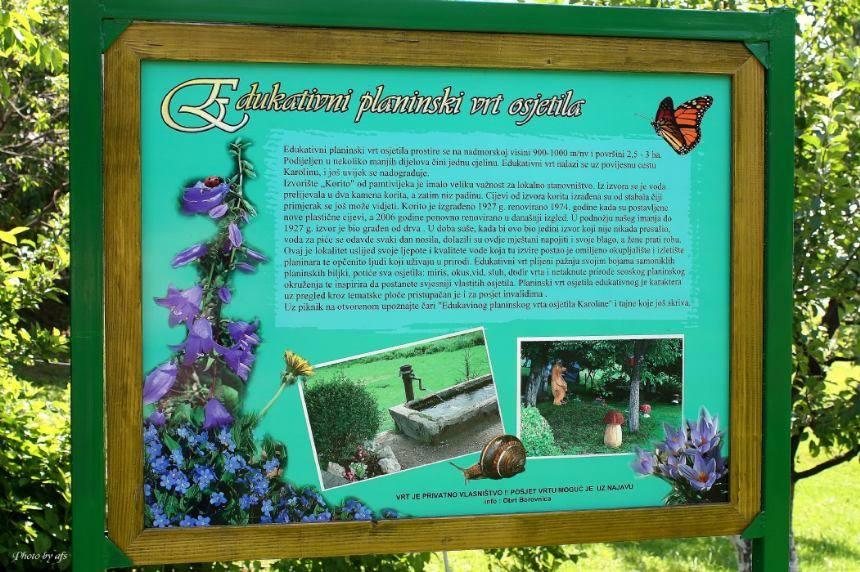 Edukativni planinski vrt osjetila
Edukativni planinski vrt osjetila prostire se na nadmorskoj visini 900-1000 m/nv i površini 2,5 - 3 ha.
Podijeljen u nekoliko manjih dijelova čini jednu cjelinu. Edukativni vrt nalazi se uz povijesnu cestu
Karolinu, i još uvijek se nadograđuje.
Izvorište „Korito" od pamtivijeka je imalo veliku važnost za lokalno stanovništvo. Iz izvora se je voda
prelijevala u dva kamena korita, a zatim niz padinu. Cijevi od izvora korita izrađena su od stabala čiji
primjerak se još može vidjeti. Korito je izgrađeno 1927 g. renovirano 1974. godine kada su postavljene
nove plastične cijevi, a 2006 godine ponovno renovirano u današnji izgled. U podnožju našeg imanja do
1927 g. izvor je bio građen od drva . U doba suše, kada bi ovo bio jedini izvor koji nije nikada presušio,
voda za piće se odavde svaki dan nosila, dolazili su ovdje mještani napojiti i svoje blago, a žene prati robu.
Ovaj je lokalitet uslijed svoje ljepote i kvalitete vode koja tu izvire postao je omiljeno okupljalište i izletište
planinara te općenito ljudi koji uživaju u prirodi. Edukativni vrt plijeni pažnju svojim bojama samoniklih
planinskih biljki, potiče sva osjetila: miris, okus,vid, sluh, dodir vrta i netaknute prirode seoskog planinskog
okruženja te inspirira da postanete svjesniji vlastitih osjetila. Planinski vrt osjetila edukativnog je karaktera
uz pregled kroz tematske ploče pristupačan je i za posjet invalidima .
Uz piknik na otvorenom upoznajte čari "Edukavinog planinskog vrta osjetila Karoline" i tajne koje još skriva.
VRT JE PRIVATNO VLASNIŠTVO !! POSJET VRTU MOGUĆ JE UZ NAJAVU
info : Obrt Borovnica
Photo by afs